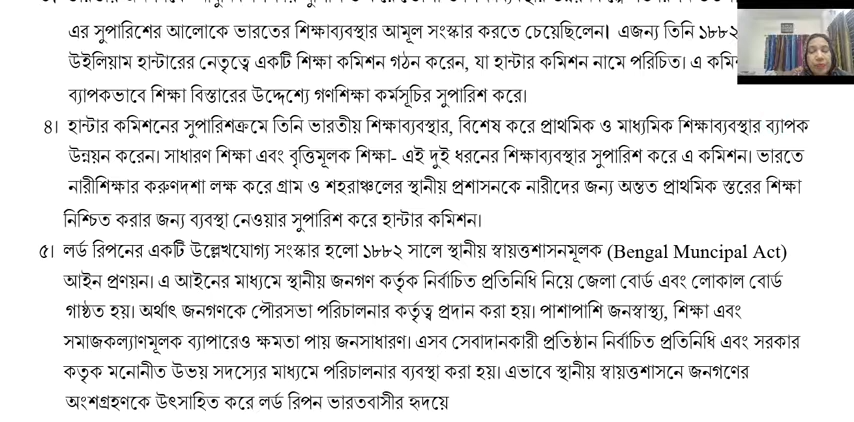 এর সুপারিশের আলোকে ভারতের শিক্ষাব্যবস্থার আমূল সংস্কার করতে চেয়েছিলেন। এজন্য তিনি ১৮৮২
উইলিয়াম হান্টারের নেতৃত্বে একটি শিক্ষা কমিশন গঠন করেন, যা হান্টার কমিশন নামে পরিচিত। এ
ব্যাপকভাবে শিক্ষা বিস্তারের উদ্দেশ্যে গণশিক্ষা কর্মসূচির সুপারিশ করে।
৪। হান্টার কমিশনের সুপারিশক্রমে তিনি ভারতীয় শিক্ষাব্যবস্থার, বিশেষ করে প্রাথমিক ও মাধ্যমিক শিক্ষাব্যবস্থার ব্যাপক
উন্নয়ন করেন। সাধারণ শিক্ষা এবং বৃত্তিমূলক শিক্ষা- এই দুই ধরনের শিক্ষাব্যবস্থার সুপারিশ করে এ কমিশন। ভারতে
নারীশিক্ষার করুণদশা লক্ষ করে গ্রাম ও শহরাঞ্চলের স্থানীয় প্রশাসনকে নারীদের জন্য অন্তত প্রাথমিক স্তরের শিক্ষা
নিশ্চিত করার জন্য ব্যবস্থা নেওয়ার সুপারিশ করে হান্টার কমিশন।
৫। লর্ড রিপনের একটি উল্লেখযোগ্য সংস্কার হলো ১৮৮২ সালে স্থানীয় স্বায়ত্তশাসনমূলক (Bengal Muncipal Act)
আইন প্রণয়ন। এ আইনের মাধ্যমে স্থানীয় জনগণ কর্তৃক নির্বাচিত প্রতিনিধি নিয়ে জেলা বোর্ড এবং লোকাল বোর্ড
গাষ্ঠত হয়। অর্থাৎ জনগণকে পৌরসভা পরিচালনার কর্তৃত্ব প্রদান করা হয়। পাশাপাশি জনস্বাস্থ্য, শিক্ষা এবং
সমাজকল্যাণমূলক ব্যাপারেও ক্ষমতা পায় জনসাধারণ। এসব সেবাদানকারী প্রতিষ্ঠান নির্বাচিত প্রতিনিধি এবং সরকার
কতৃক মনোনীত উভয় সদস্যের মাধ্যমে পরিচালনার ব্যবস্থা করা হয়। এভাবে স্থানীয় স্বায়ত্তশাসনে জনগণের
অংশগ্রহণকে উৎসাহিত করে লর্ড রিপন ভারতবাসীর হৃদয়ে